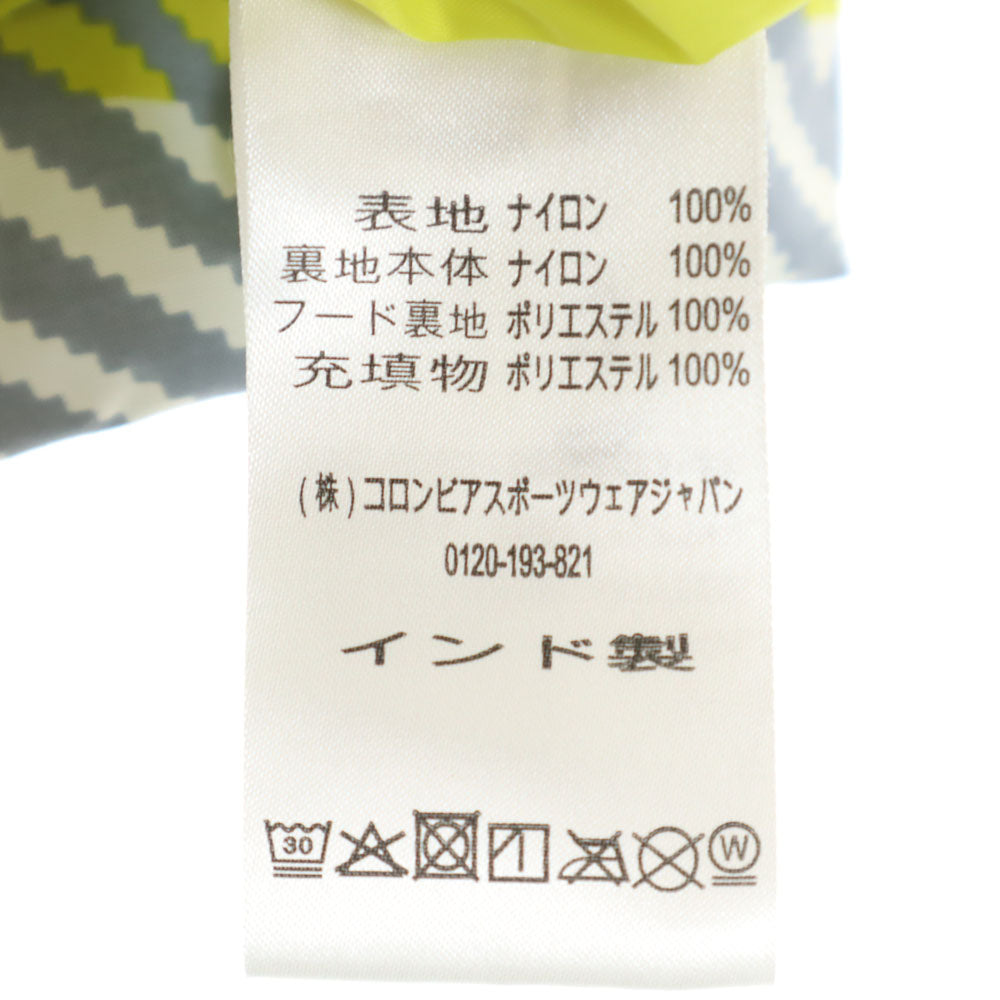 表地 ナイロン 100%
裏地本体 ナイロン 100%
フード裏地 ポリエステル 100%
充填物 ポリエステル 100%
(株)コロンビアスポーツウェアジャパン
0120-193-821
インド製
30 W